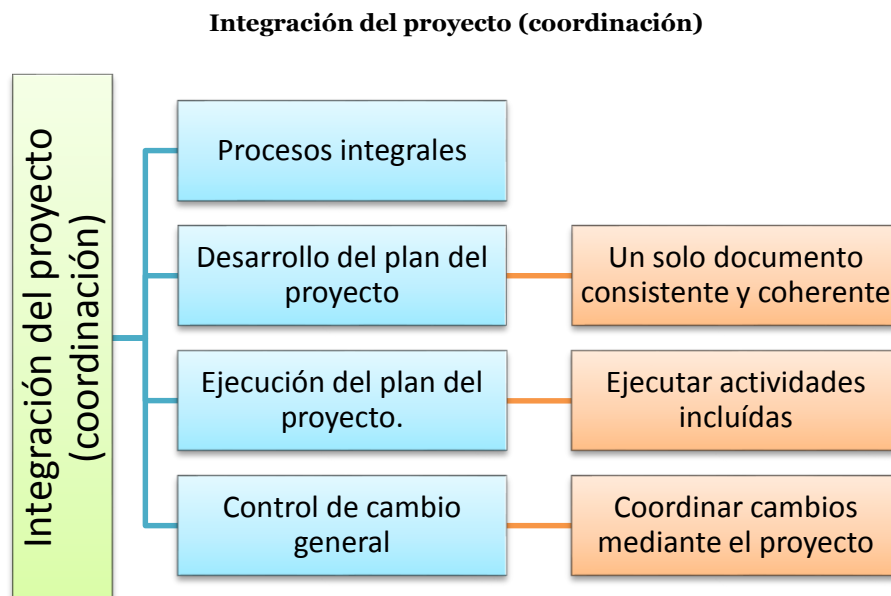 Integración del proyecto (coordinación)
Integración del proyecto
(coordinación)
Procesos integrales
Desarrollo del plan del
proyecto
Un solo documento
consistente y coherente
Ejecución del plan del
proyecto.
Ejecutar actividades
incluídas
Control de cambio
general
Coordinar cambios
mediante el proyecto